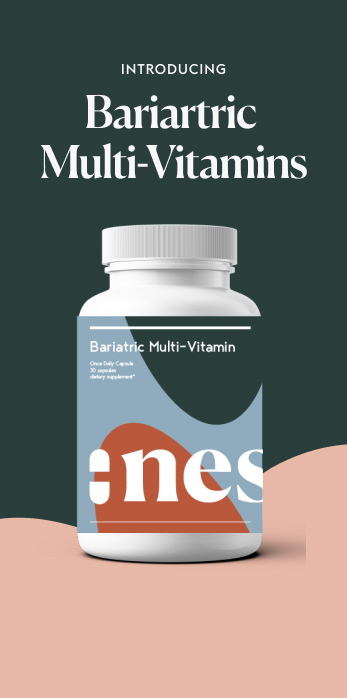 INTRODUCING
Bariartric
Multi-Vitamins
Bariatric Multi-Vitamin
Once Daily Capsule
30 capsules
dietary supplement*
:nes